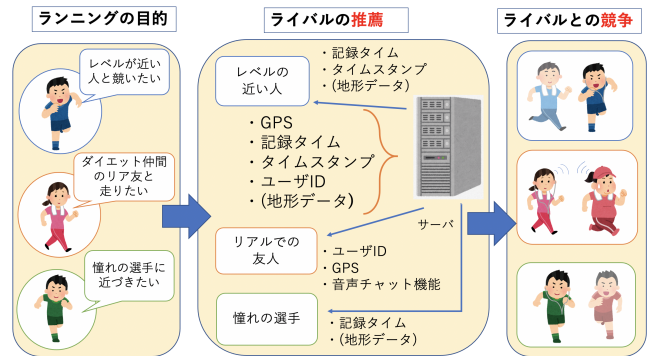 ランニングの目的
レベルが近い
人と競いたい
ダイエット仲間
のリア友と
走りたい
憧れの選手に
近づきたい
ライバルの推薦
レベルの
近い人
・記録タイム
・タイムスタンプ
・(地形データ)
・GPS
・記録タイム
・タイムスタンプ
・ユーザID
・(地形データ)
サーバ
リアルでの
友人
・ユーザID
・GPS
・音声チャット機能
憧れの選手
・記録タイム
・(地形データ)
ライバルとの競争